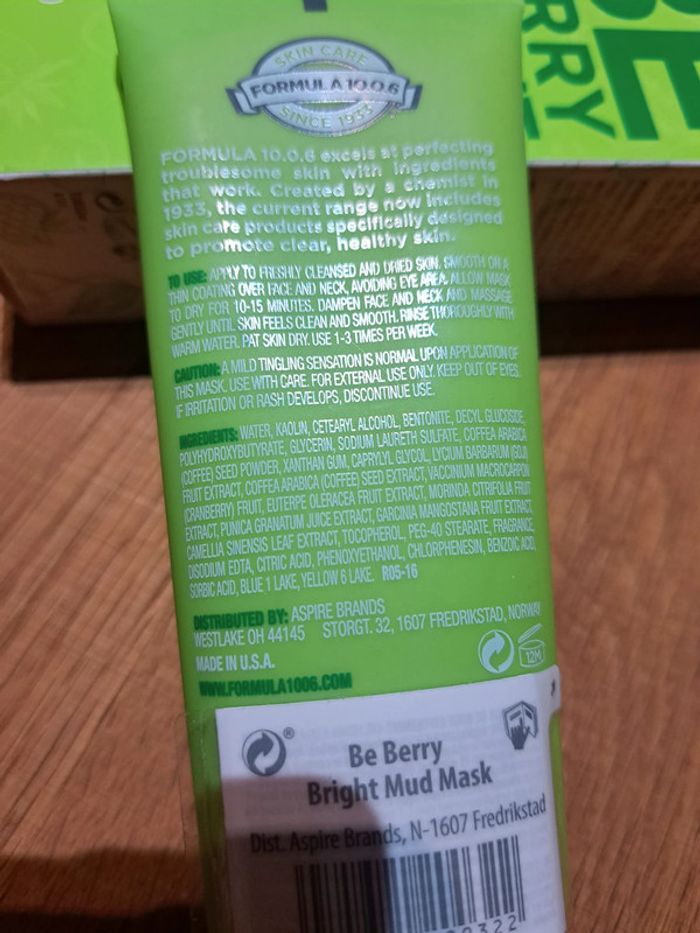 SKIN CARE
FORMULA 10.0.6
SINCE 1933
FORMULA 10.0.6 excels at perfecting
troublesome skin with ingredients
that work. Created by a chemist in
1933, the current range now includes
skin care products specifically designed
to promote clear, healthy skin.
TO USE: APPLY TO FRESHLY CLEANSED AND DRIED SKIN. SMOOTH ON A
THIN COATING OVER FACE AND NECK, AVOIDING EYE AREA. ALLOW MASK
TO DRY FOR 10-15 MINUTES. DAMPEN FACE AND NECK AND MASSAGE
GENTLY UNTIL SKIN FEELS CLEAN AND SMOOTH. RINSE THOROUGHLY WITH
WARM WATER. PAT SKIN DRY. USE 1-3 TIMES PER WEEK.
CAUTION: A MILD TINGLING SENSATION IS NORMAL UPON APPLICATION OF
THIS MASK. USE WITH CARE. FOR EXTERNAL USE ONLY. KEEP OUT OF EYES.
IF IRRITATION OR RASH DEVELOPS, DISCONTINUE USE.
INGREDIENTS: WATER, KAOLIN, CETEARYL ALCOHOL, BENTONITE, DECYL GLUCOSIDE,
POLYHYDROXYBUTYRATE, GLYCERIN, SODIUM LAURETH SULFATE, COFFEA ARABICA
(COFFEE) SEED POWDER, XANTHAN GUM, CAPRYLYL GLYCOL, LYCIUM BARBARUM (GOJI)
FRUIT EXTRACT, COFFEA ARABICA (COFFEE) SEED EXTRACT, VACCINIUM MACROCARPON
(CRANBERRY) FRUIT, EUTERPE OLERACEA FRUIT EXTRACT, MORINDA CITRIFOLIA FRUIT
EXTRACT, PUNICA GRANATUM JUICE EXTRACT, GARCINIA MANGOSTANA FRUIT EXTRACT,
CAMELLIA SINENSIS LEAF EXTRACT, TOCOPHEROL, PEG-40 STEARATE, FRAGRANCE,
DISODIUM EDTA, CITRIC ACID, PHENOXYETHANOL, CHLORPHENESIN, BENZOIC ACID,
SORBIC ACID, BLUE 1 LAKE, YELLOW 6 LAKE. R05-16
DISTRIBUTED BY: ASPIRE BRANDS
WESTLAKE OH 44145 STORGT. 32, 1607 FREDRIKSTAD, NORWAY
MADE IN U.S.A.
12M
WWW.FORMULA1006.COM
Be Berry
Bright Mud Mask
Dist. Aspire Brands, N-1607 Fredrikstad